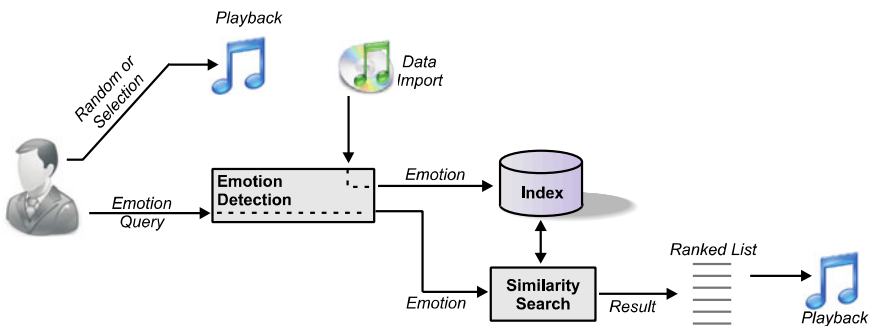 Playback
Data
Import
Random or
Selection
Emotion
Detection
Emotion
Index
Emotion
Query
Ranked List
Similarity
Search
Emotion
Result
Playback